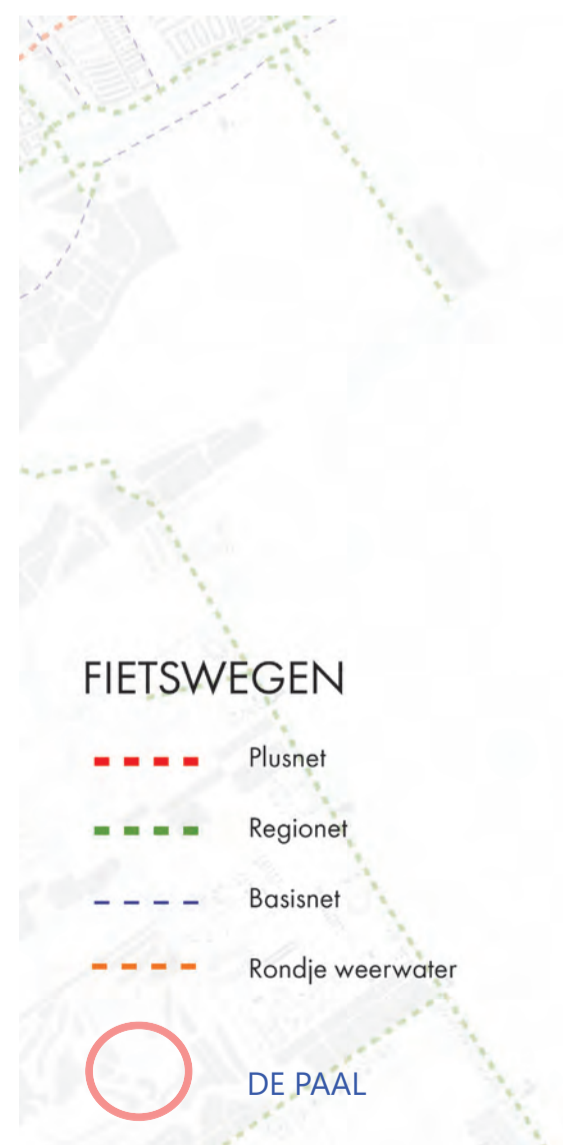 FIETSWEGEN
Plusnet
Regionet
Basisnet
Rondje weerwater
DE PAAL